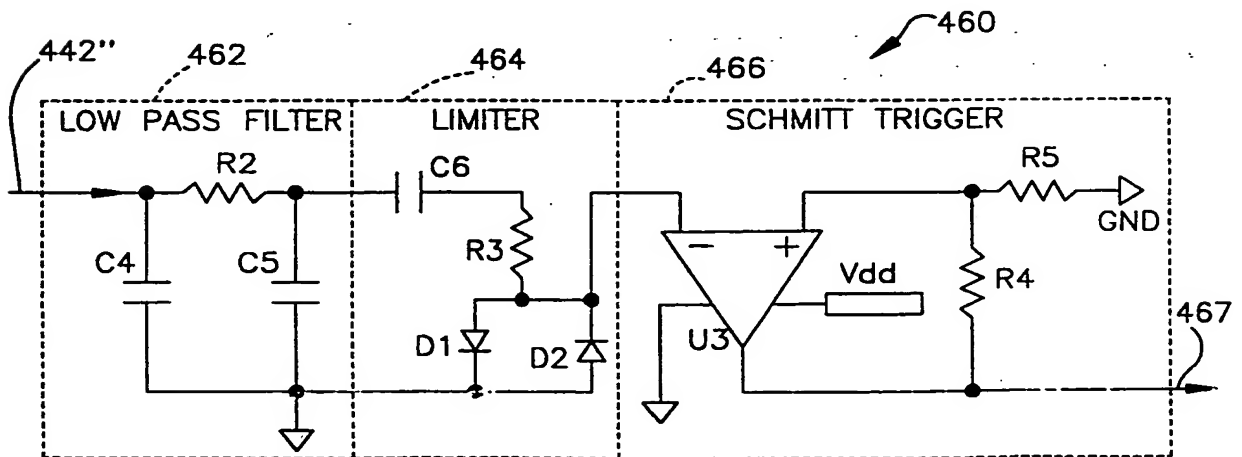 460
442"
462
464
466
LOW PASS FILTER
LIMITER
SCHMITT TRIGGER
R2
C6
R5
GND
R3
C4
C5
− +
Vdd
R4
467
D1
D2
U3